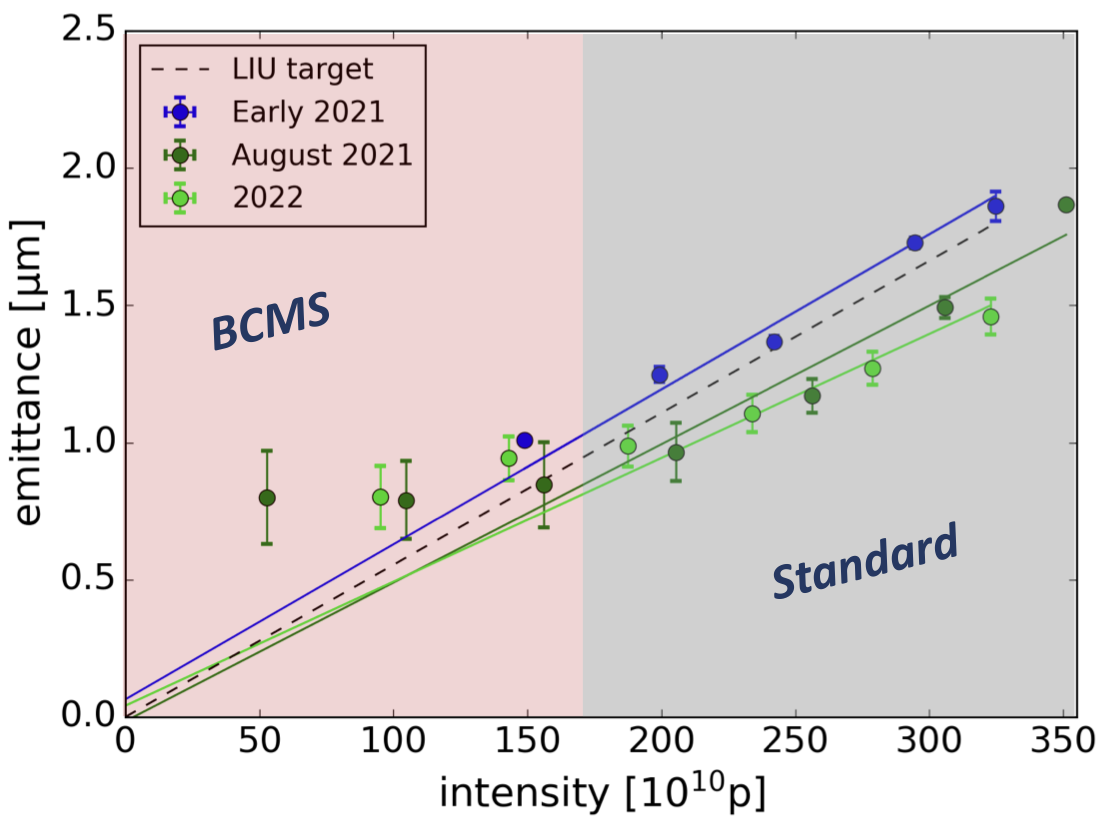 2.5
2.0
1.5
1.0
0.5
0.0
emittance [μm]
LIU target
Early 2021
August 2021
2022
BCMS
Standard
0 50 100 150 200 250 300 350
intensity [10¹⁰p]